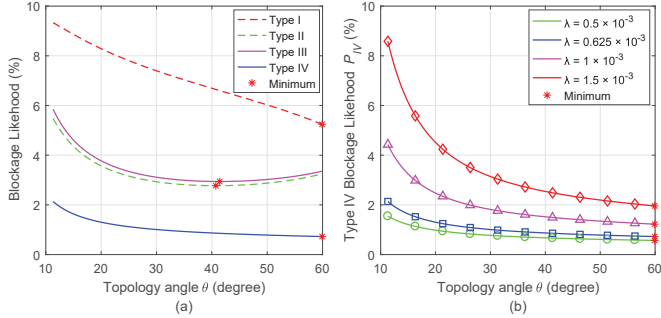 Blockage Likelihood (%)
10
8
6
4
2
0
Type I
Type II
Type III
Type IV
Minimum
10 20 30 40 50 60
Topology angle θ (degree)
(a)
Type IV Blockage Likehood P_IV (%)
10
8
6
4
2
0
λ = 0.5 × 10⁻³
λ = 0.625 × 10⁻³
λ = 1 × 10⁻³
λ = 1.5 × 10⁻³
Minimum
10 20 30 40 50 60
Topology angle θ (degree)
(b)